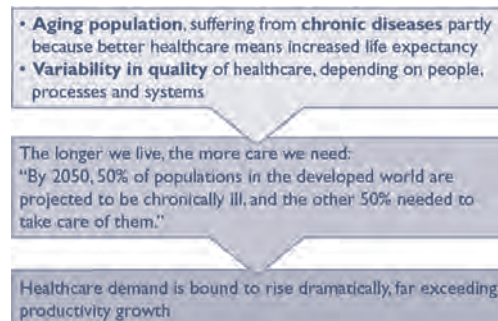 • Aging population, suffering from chronic diseases partly
because better healthcare means increased life expectancy
• Variability in quality of healthcare, depending on people,
processes and systems
The longer we live, the more care we need:
“By 2050, 50% of populations in the developed world are
projected to be chronically ill, and the other 50% needed to
take care of them.”
Healthcare demand is bound to rise dramatically, far exceeding
productivity growth